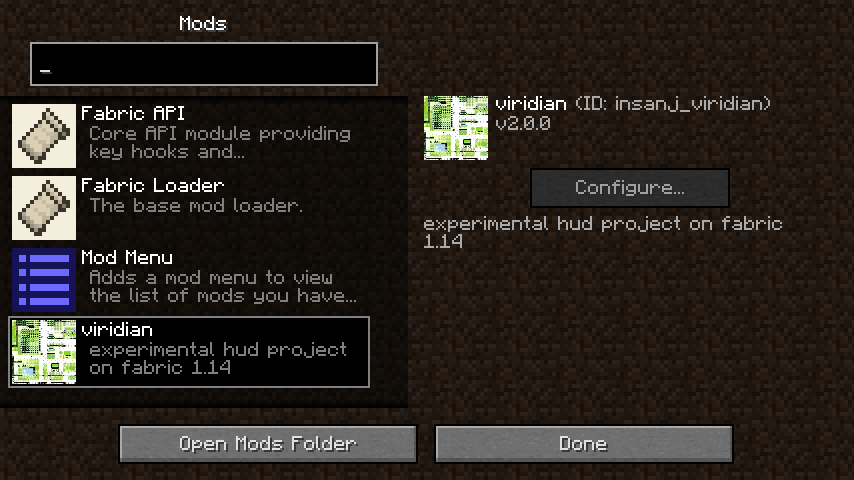 Mods
_
Fabric API
Core API module providing
key hooks and...
Fabric Loader
The base mod loader.
Mod Menu
Adds a mod menu to view
the list of mods you have...
viridian
experimental hud project
on fabric 1.14
viridian (ID: insanj_viridian)
v2.0.0
Configure...
experimental hud project on fabric
1.14
Open Mods Folder
Done